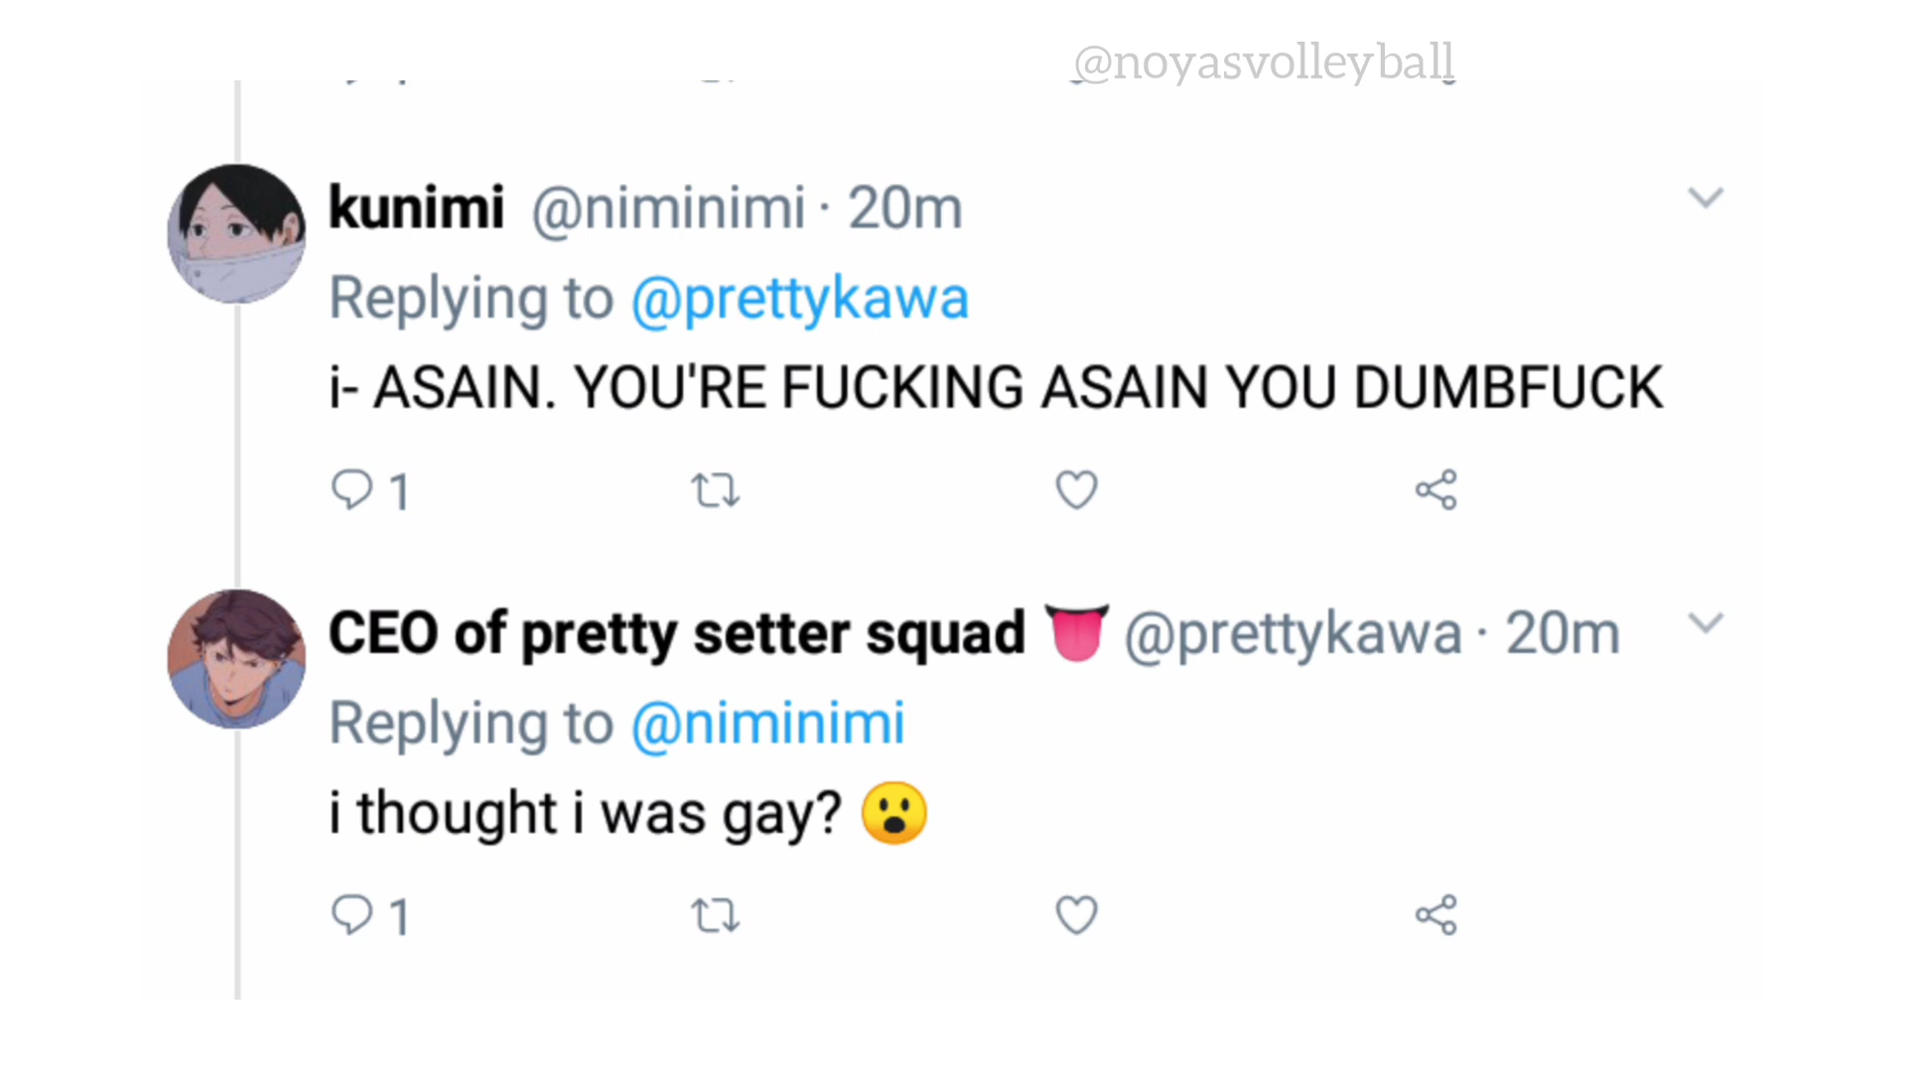 @noyasvolleyball
kunimi @niminimi · 20m
Replying to @prettykawa
i- ASAIN. YOU'RE FUCKING ASAIN YOU DUMBFUCK
1
CEO of pretty setter squad 👅 @prettykawa · 20m
Replying to @niminimi
i thought i was gay? 😮
1